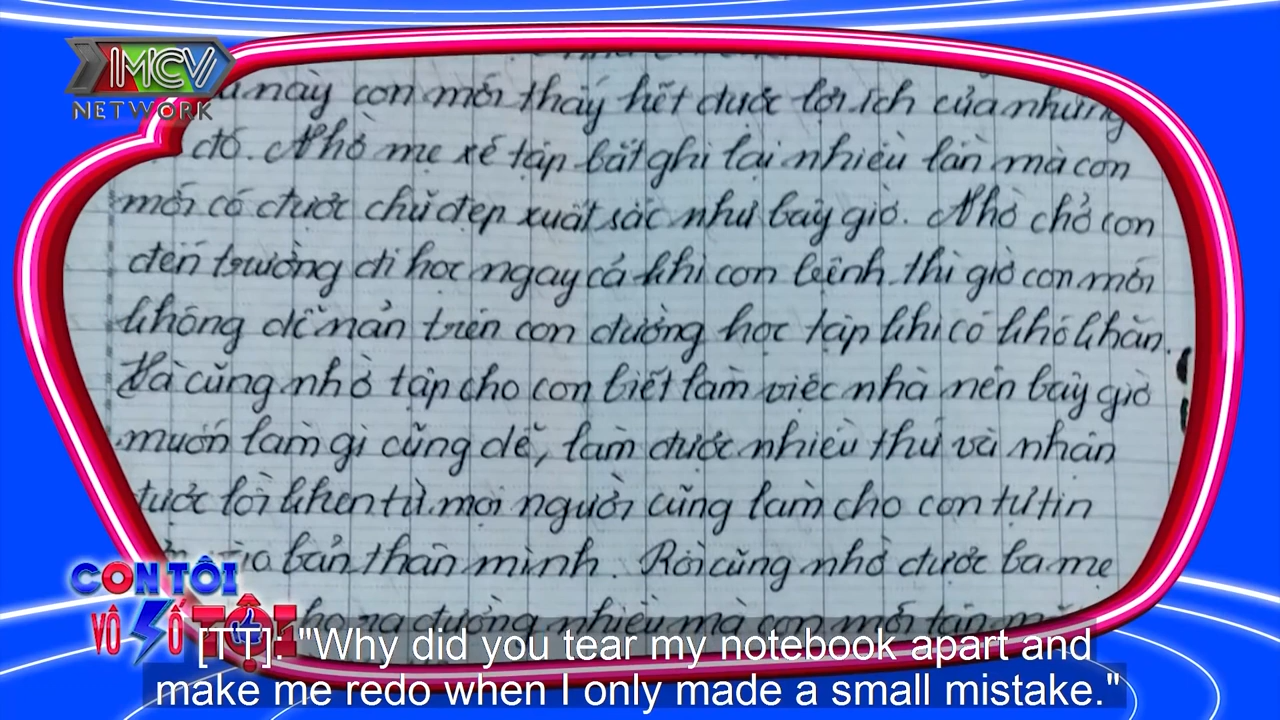 MCV
NETWORK
này con mới thấy hết được lợi ích của những
đó. Nhờ mẹ xé tập bắt ghi lại nhiều lần mà con
mới có được chữ đẹp xuất sắc như bây giờ. Nhờ chở con
đến trường đi học ngay cả khi con bệnh thì giờ con mới
không dễ nản trên con đường học tập khi có khó khăn.
Và cũng nhờ tập cho con biết làm việc nhà nên bây giờ
muốn làm gì cũng dễ, làm được nhiều thứ và nhận
được lời khen từ mọi người cũng làm cho con tự tin
bản thân mình. Rồi cũng nhờ được ba mẹ
nhiều mà con mới
CON TÔI
VÔ SỐ TỘI
[TT]: "Why did you tear my notebook apart and
make me redo when I only made a small mistake."